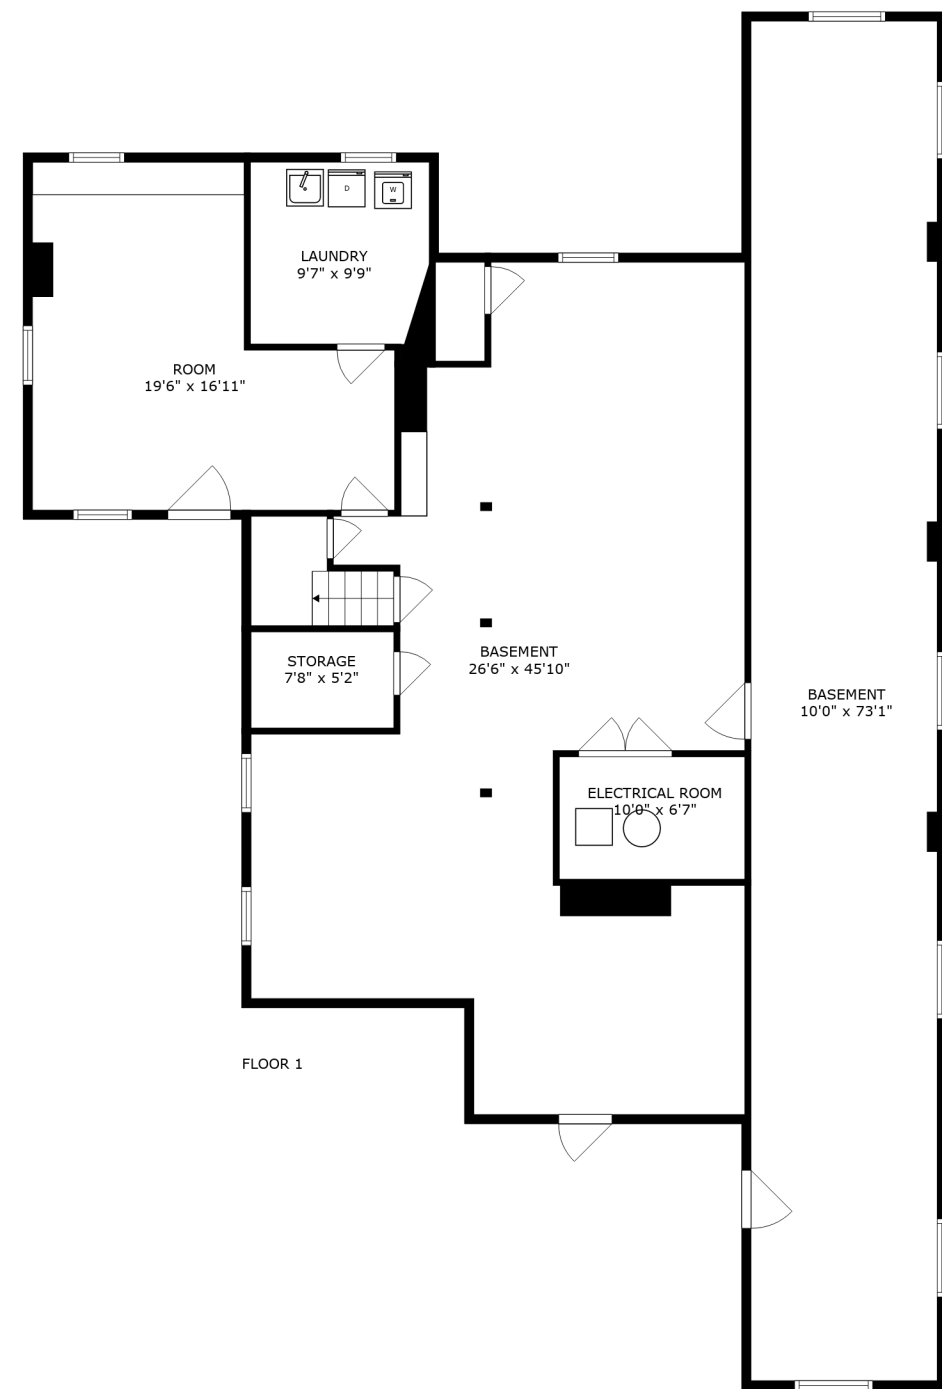 D
W
LAUNDRY
9'7" x 9'9"
ROOM
19'6" x 16'11"
BASEMENT
26'6" x 45'10"
STORAGE
7'8" x 5'2"
BASEMENT
10'0" x 73'1"
ELECTRICAL ROOM
10'0" x 6'7"
FLOOR 1